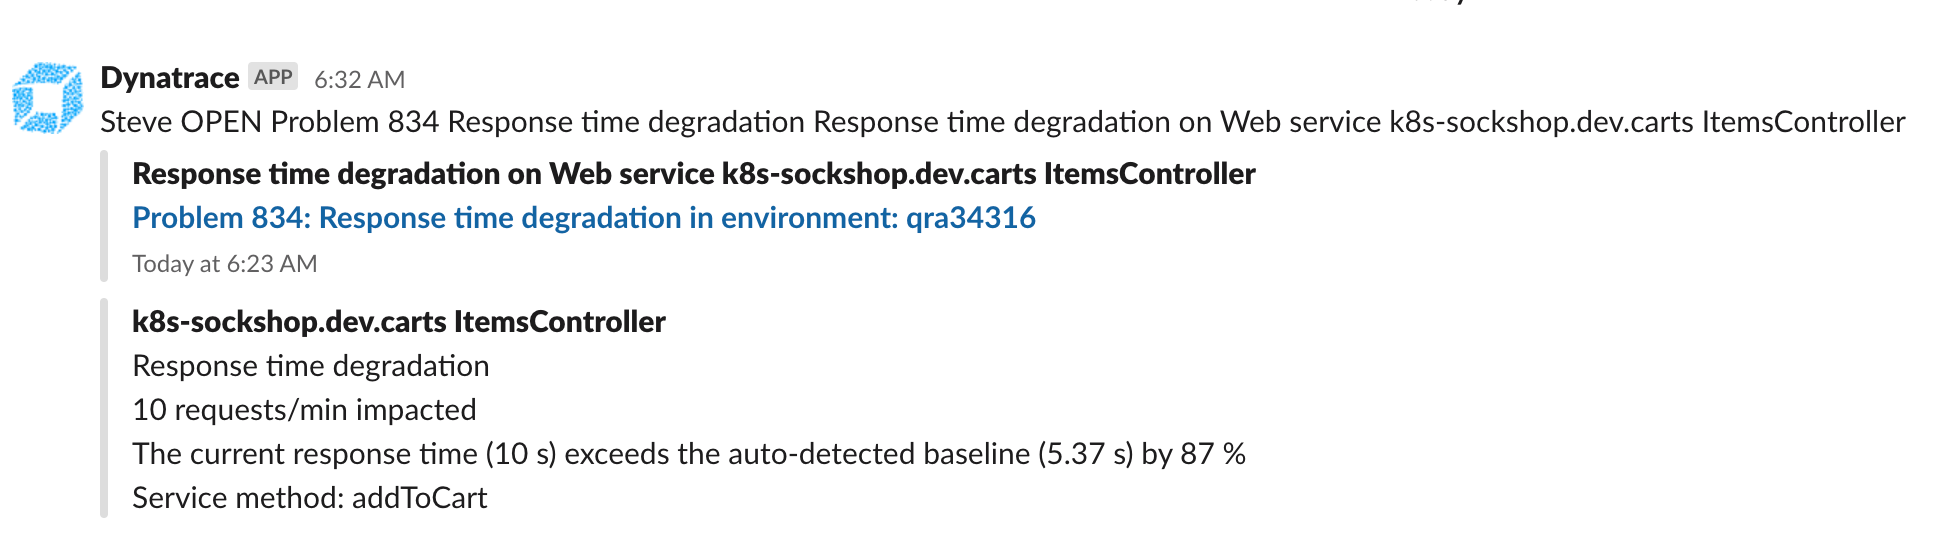 Dynatrace APP 6:32 AM
Steve OPEN Problem 834 Response time degradation Response time degradation on Web service k8s-sockshop.dev.carts ItemsController
Response time degradation on Web service k8s-sockshop.dev.carts ItemsController
Problem 834: Response time degradation in environment: qra34316
Today at 6:23 AM
k8s-sockshop.dev.carts ItemsController
Response time degradation
10 requests/min impacted
The current response time (10 s) exceeds the auto-detected baseline (5.37 s) by 87 %
Service method: addToCart